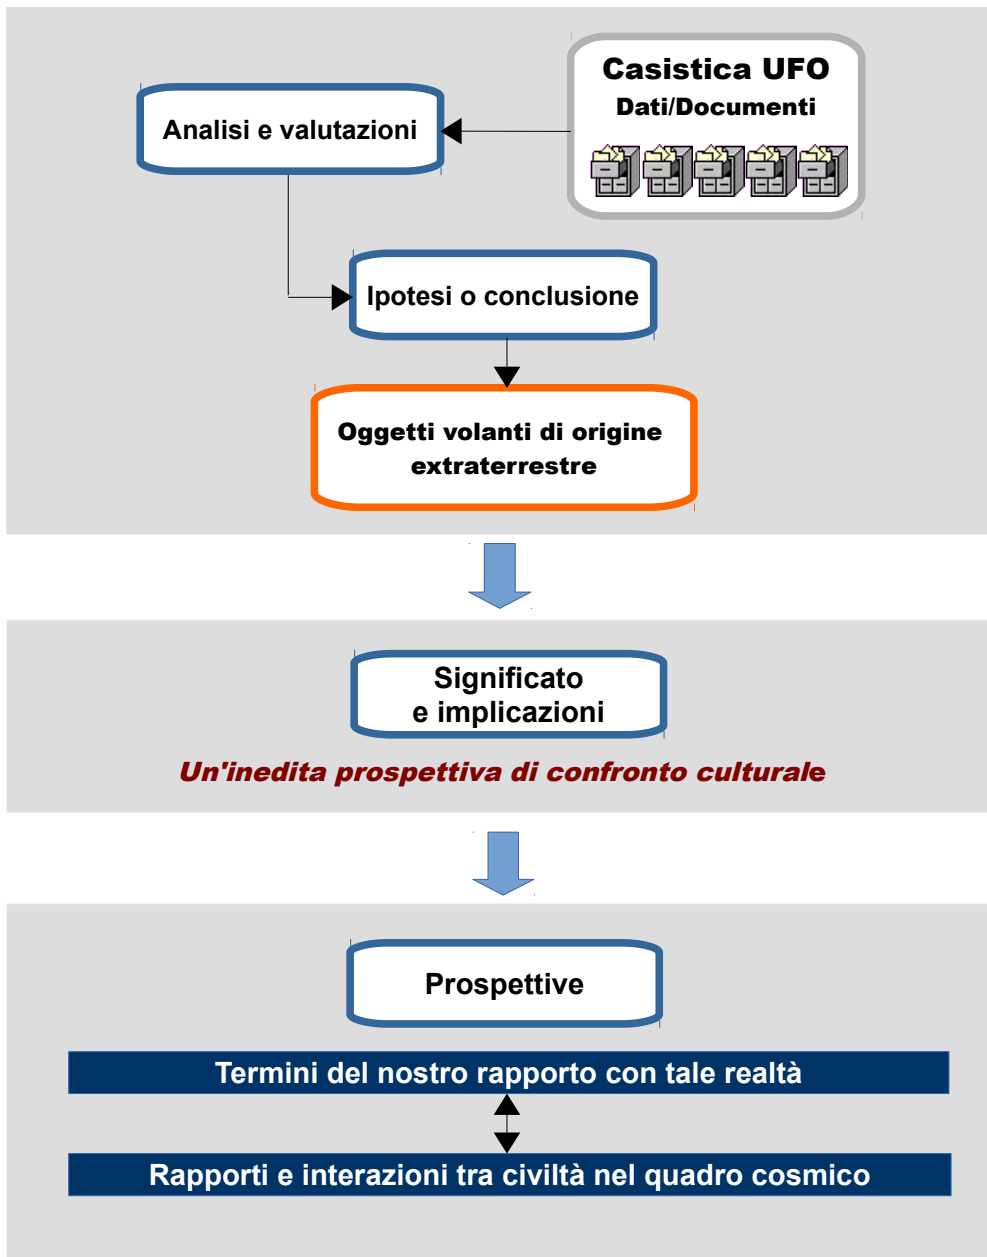 Casistica UFO
Dati/Documenti
Analisi e valutazioni
Ipotesi o conclusione
Oggetti volanti di origine
extraterrestre
Significato
e implicazioni
Un'inedita prospettiva di confronto culturale
Prospettive
Termini del nostro rapporto con tale realtà
Rapporti e interazioni tra civiltà nel quadro cosmico